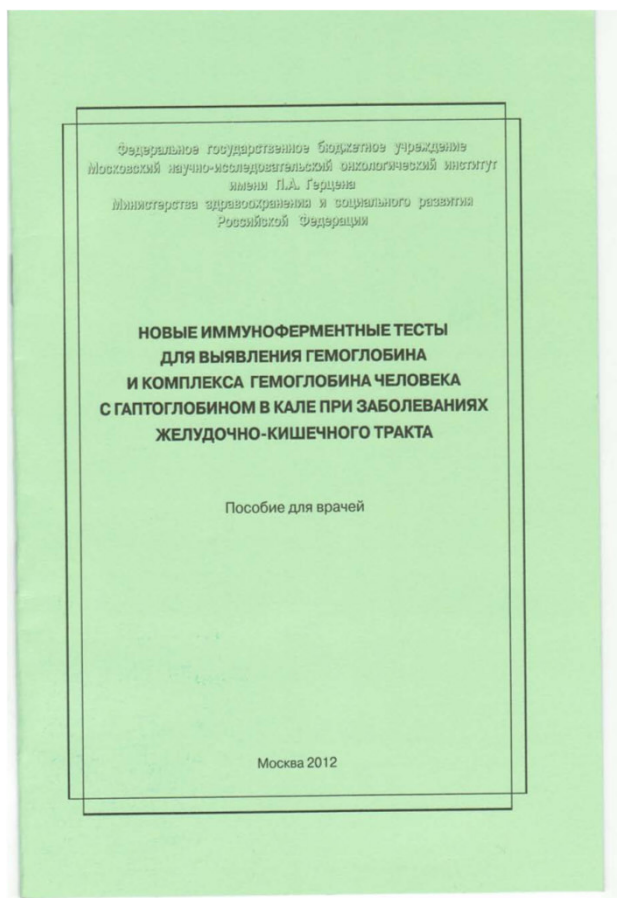 Федеральное государственное бюджетное учреждение
Московский научно-исследовательский онкологический институт
имени П.А. Герцена
Министерства здравоохранения и социального развития
Российской Федерации
НОВЫЕ ИММУНОФЕРМЕНТНЫЕ ТЕСТЫ
ДЛЯ ВЫЯВЛЕНИЯ ГЕМОГЛОБИНА
И КОМПЛЕКСА ГЕМОГЛОБИНА ЧЕЛОВЕКА
С ГАПТОГЛОБИНОМ В КАЛЕ ПРИ ЗАБОЛЕВАНИЯХ
ЖЕЛУДОЧНО-КИШЕЧНОГО ТРАКТА
Пособие для врачей
Москва 2012